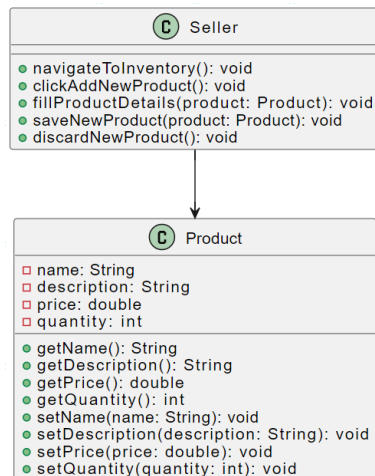 C Seller
navigateToInventory(): void
clickAddNewProduct(): void
fillProductDetails(product: Product): void
saveNewProduct(product: Product): void
discardNewProduct(): void
C Product
name: String
description: String
price: double
quantity: int
getName(): String
getDescription(): String
getPrice(): double
getQuantity(): int
setName(name: String): void
setDescription(description: String): void
setPrice(price: double): void
setQuantity(quantity: int): void